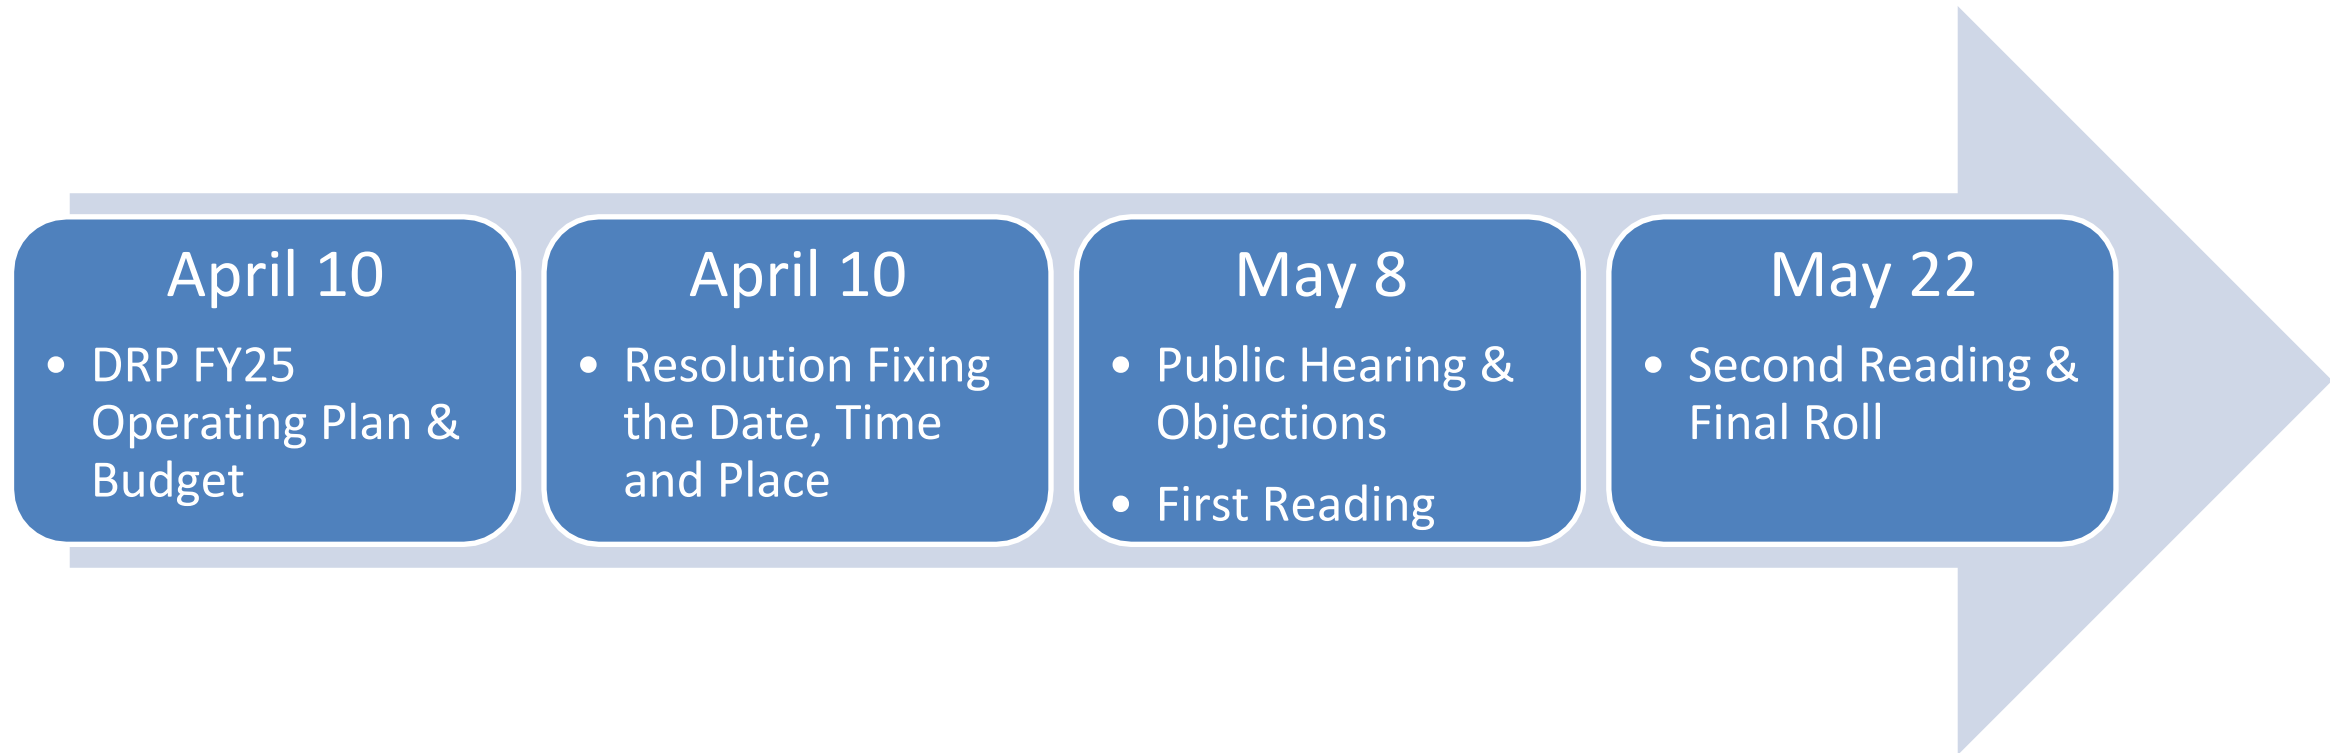 April 10
• DRP FY25
Operating Plan &
Budget
April 10
• Resolution Fixing
the Date, Time
and Place
May 8
• Public Hearing &
Objections
• First Reading
May 22
• Second Reading &
Final Roll